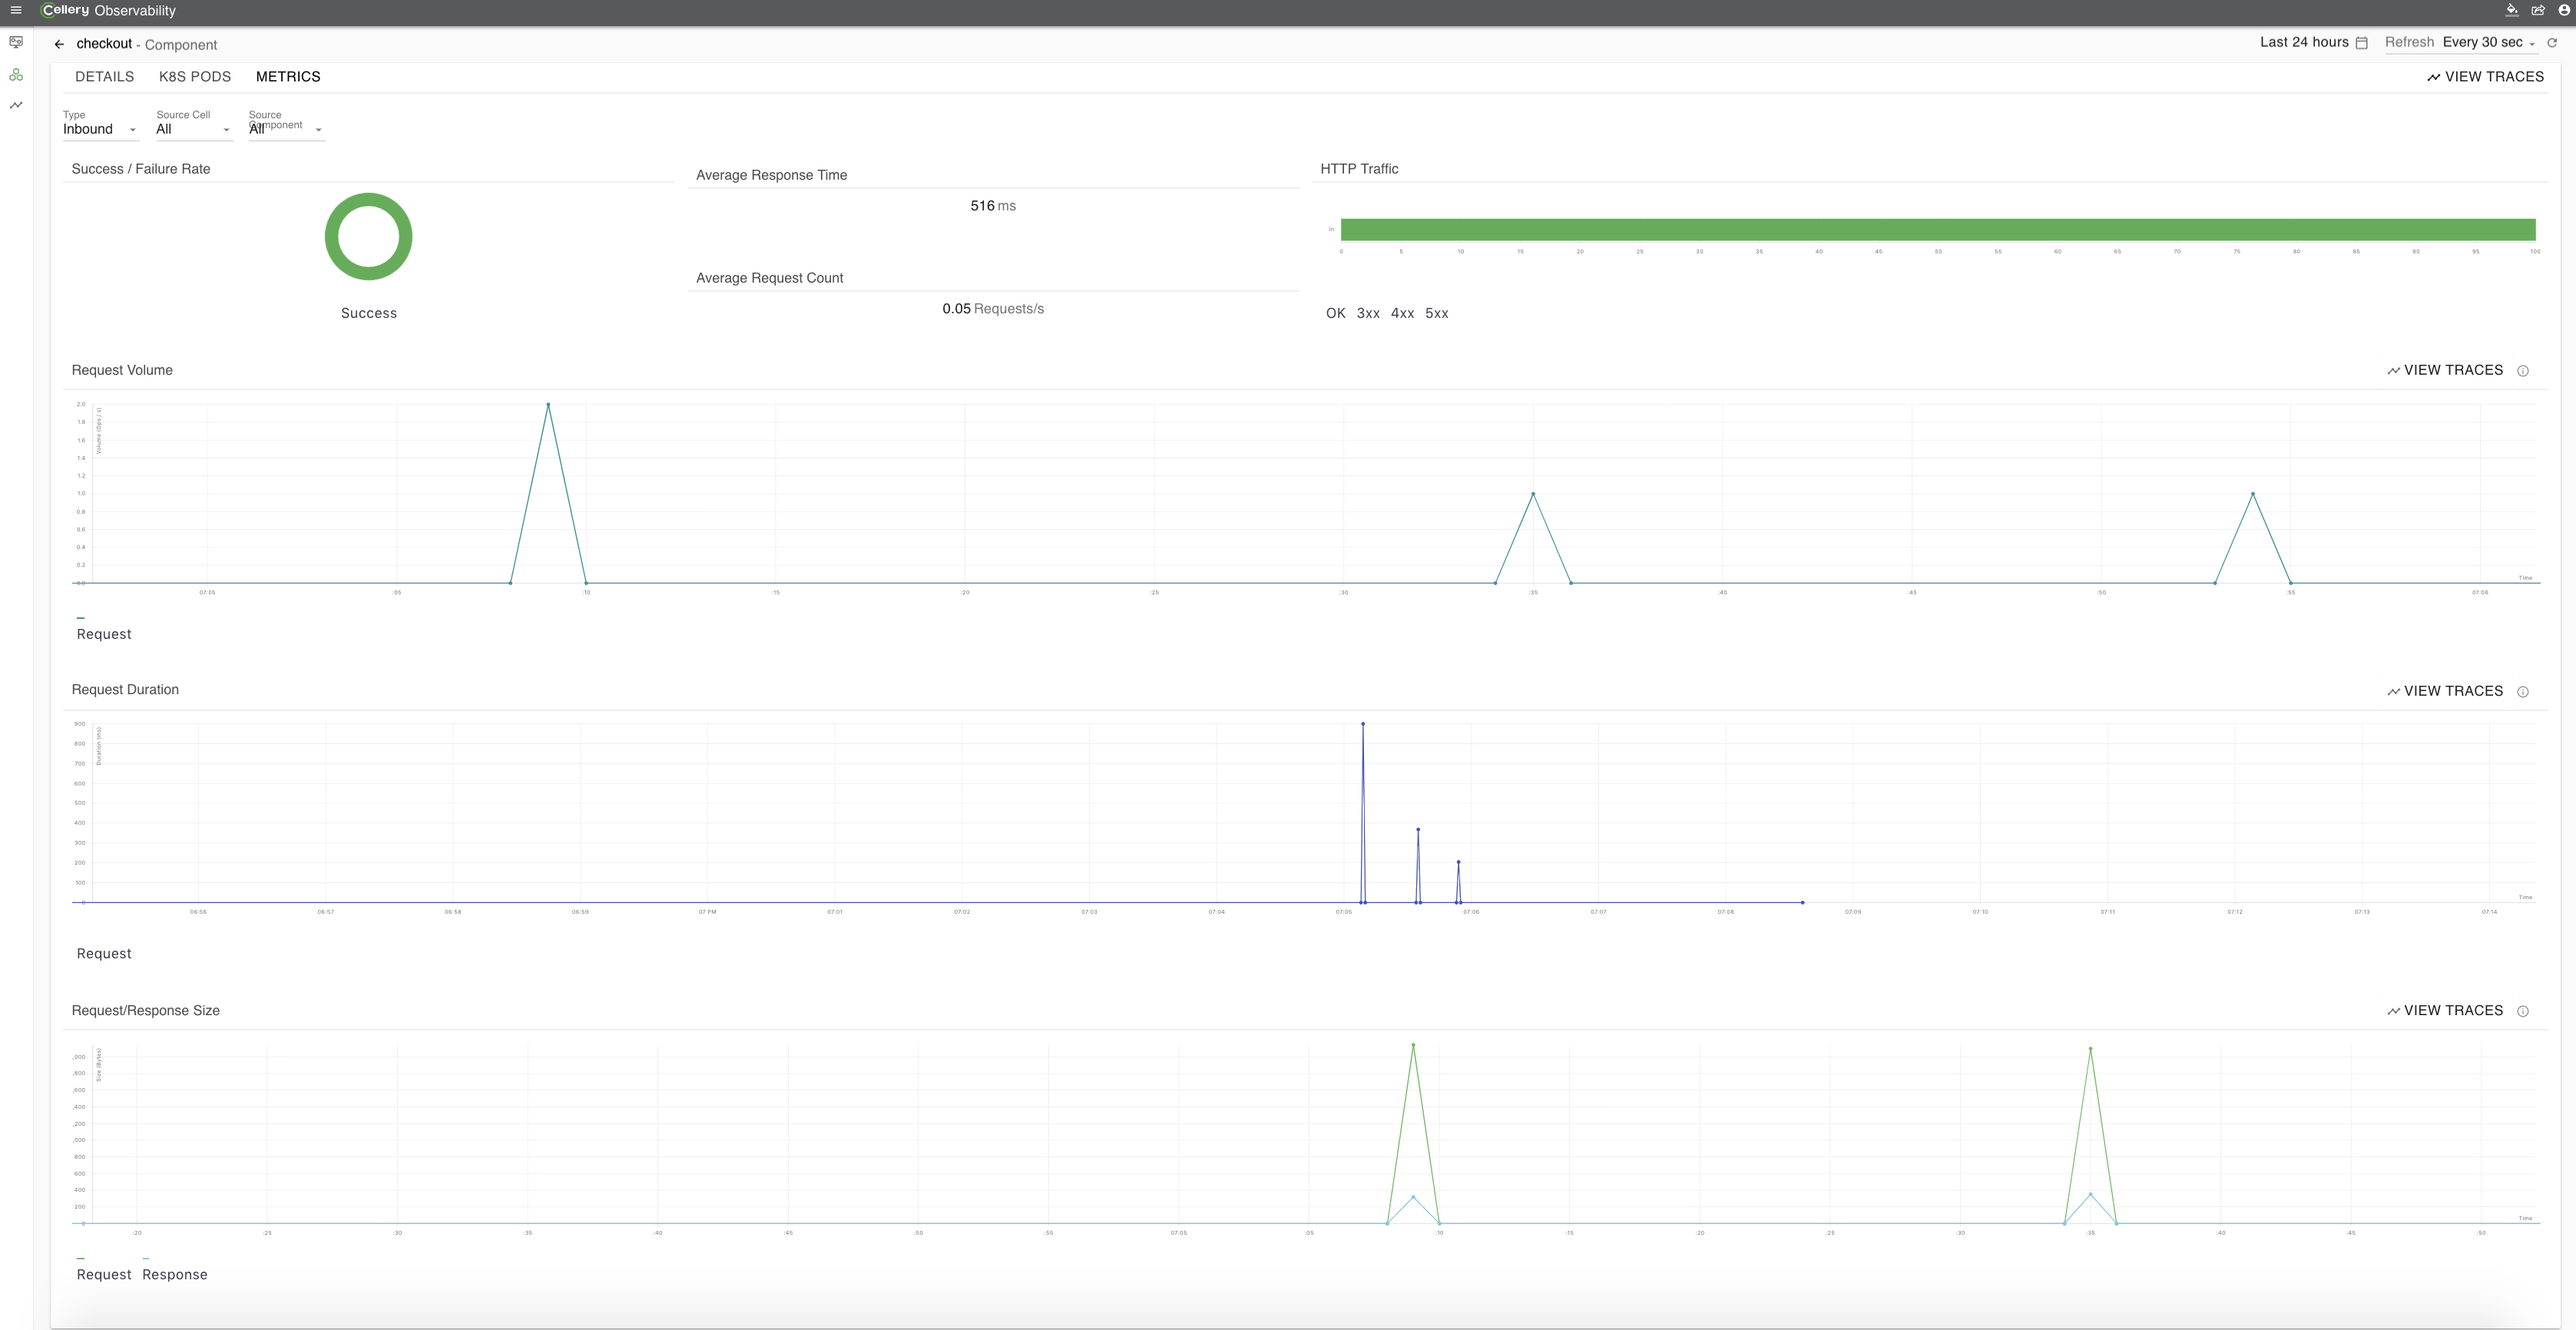 Cellery Observability
checkout - Component
Last 24 hours Refresh Every 30 sec
DETAILS K8S PODS METRICS
VIEW TRACES
Type Source Cell Source Component
Inbound All All
Success / Failure Rate
Success
Average Response Time
516 ms
Average Request Count
0.05 Requests/s
HTTP Traffic
0 5 10 15 20 25 30 35 40 45 50 55 60 65 70 75 80 85 90 95 100
OK 3xx 4xx 5xx
Request Volume
VIEW TRACES
Volume (Ops / s)
2.0
1.8
1.6
1.4
1.2
1.0
0.8
0.6
0.4
0.2
0.0
Time
07:05 :05 :10 :15 :20 :25 :30 :35 :40 :45 :50 :55 07:06
Request
Request Duration
VIEW TRACES
Duration (ms)
900
800
700
600
500
400
300
200
100
0
Time
06:56 06:57 06:58 06:59 07 PM 07:01 07:02 07:03 07:04 07:05 07:06 07:07 07:08 07:09 07:10 07:11 07:12 07:13 07:14
Request
Request/Response Size
VIEW TRACES
Size (Bytes)
,000
,800
,600
,400
,200
,000
800
600
400
200
0
Time
:20 :25 :30 :35 :40 :45 :50 :55 07:05 :05 :10 :15 :20 :25 :30 :35 :40 :45 :50
Request Response